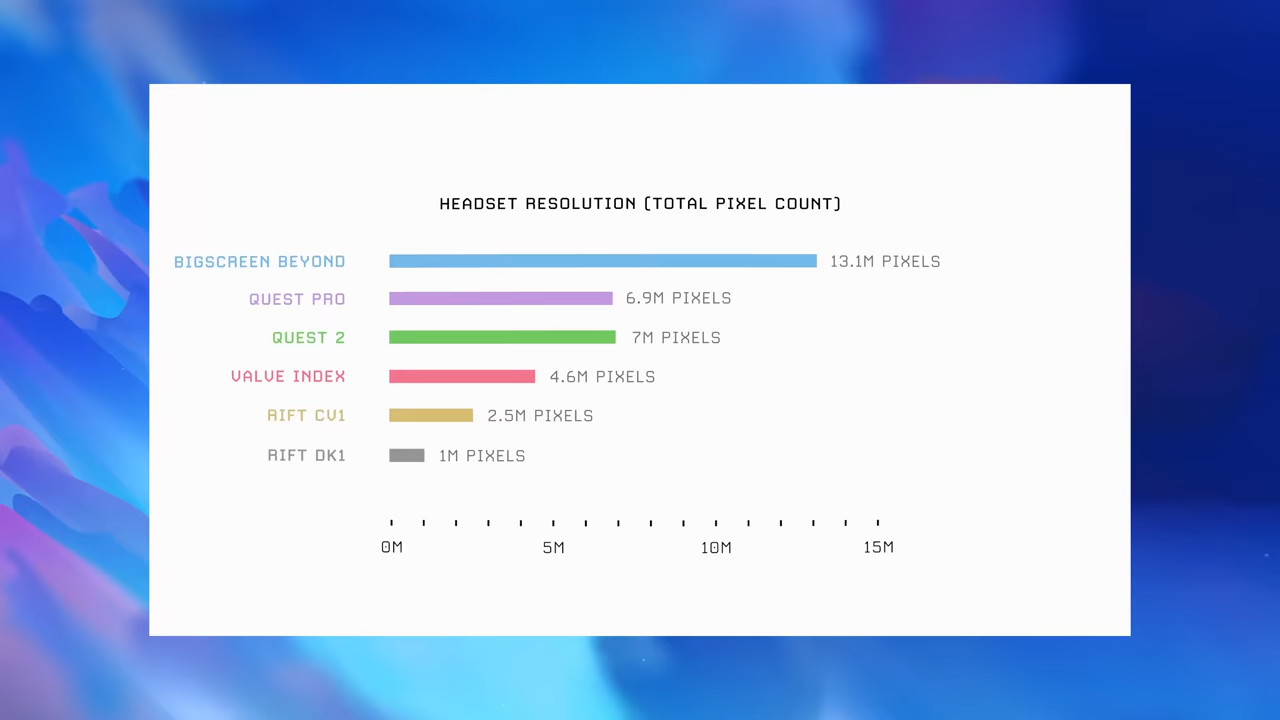 HEADSET RESOLUTION (TOTAL PIXEL COUNT)
BIGSCREEN BEYOND 13.1M PIXELS
QUEST PRO 6.9M PIXELS
QUEST 2 7M PIXELS
VALVE INDEX 4.6M PIXELS
RIFT CV1 2.5M PIXELS
RIFT DK1 1M PIXELS
0M 5M 10M 15M